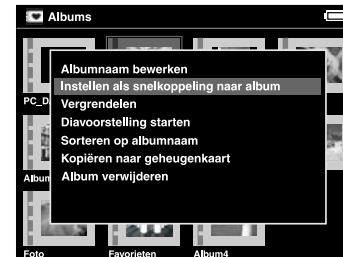 Albums
Albumnaam bewerken
Instellen als snelkoppeling naar album
Vergrendelen
Diavoorstelling starten
Sorteren op albumnaam
Kopiëren naar geheugenkaart
Album verwijderen
PC_D
Album
Foto Favorieten Album4